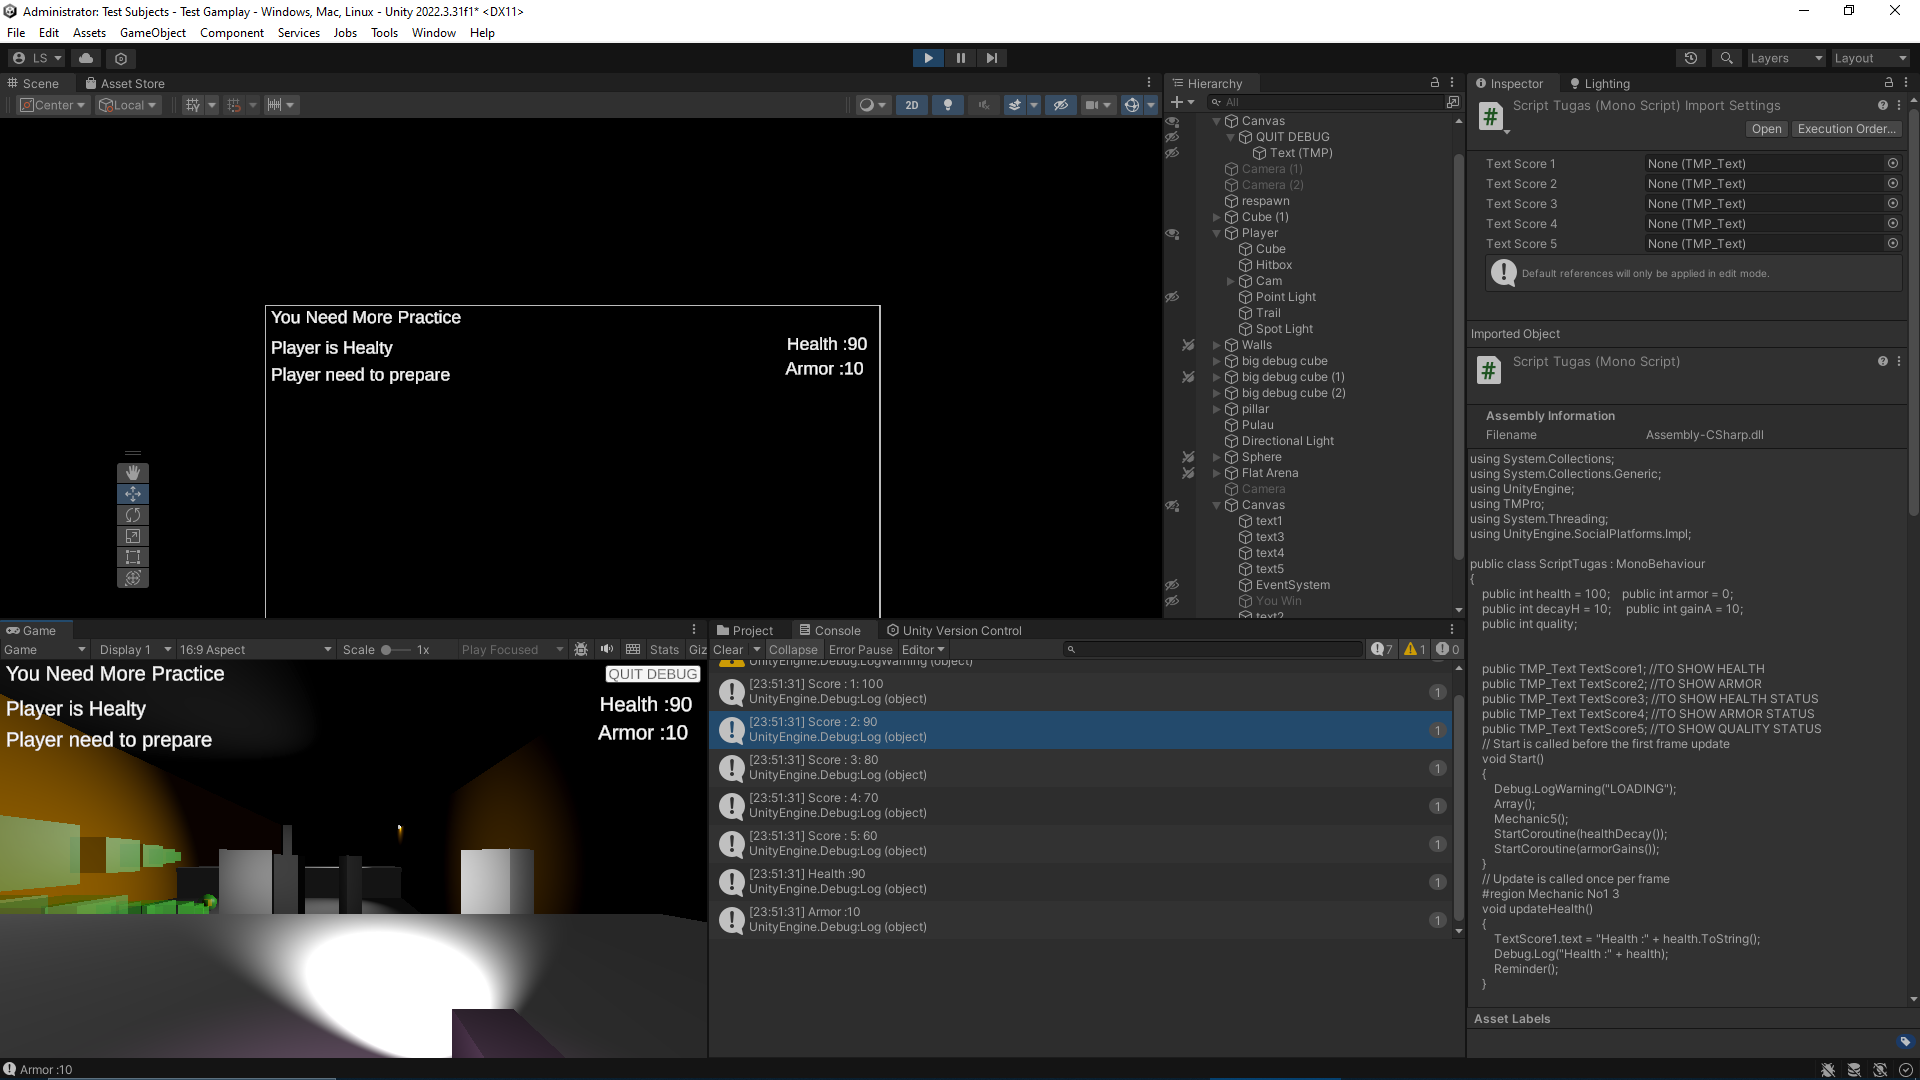 Administrator: Test Subjects - Test Gamplay - Windows, Mac, Linux - Unity 2022.3.31f1* <DX11>
File Edit Assets GameObject Component Services Jobs Tools Window Help
LS
Layers
Layout
Scene
Asset Store
Center
Local
2D
You Need More Practice
Player is Healty
Player need to prepare
Health :90
Armor :10
Hierarchy
All
Canvas
QUIT DEBUG
Text (TMP)
Camera (1)
Camera (2)
respawn
Cube (1)
Player
Cube
Hitbox
Cam
Point Light
Trail
Spot Light
Walls
big debug cube
big debug cube (1)
big debug cube (2)
pillar
Pulau
Directional Light
Sphere
Flat Arena
Camera
Canvas
text1
text3
text4
text5
EventSystem
You Win
text2
Inspector
Lighting
Script Tugas (Mono Script) Import Settings
Open
Execution Order...
Text Score 1 None (TMP_Text)
Text Score 2 None (TMP_Text)
Text Score 3 None (TMP_Text)
Text Score 4 None (TMP_Text)
Text Score 5 None (TMP_Text)
Default references will only be applied in edit mode.
Imported Object
Script Tugas (Mono Script)
Assembly Information
Filename Assembly-CSharp.dll
using System.Collections;
using System.Collections.Generic;
using UnityEngine;
using TMPro;
using System.Threading;
using UnityEngine.SocialPlatforms.Impl;
public class ScriptTugas : MonoBehaviour
{
public int health = 100; public int armor = 0;
public int decayH = 10; public int gainA = 10;
public int quality;
public TMP_Text TextScore1; //TO SHOW HEALTH
public TMP_Text TextScore2; //TO SHOW ARMOR
public TMP_Text TextScore3; //TO SHOW HEALTH STATUS
public TMP_Text TextScore4; //TO SHOW ARMOR STATUS
public TMP_Text TextScore5; //TO SHOW QUALITY STATUS
// Start is called before the first frame update
void Start()
{
Debug.LogWarning("LOADING");
Array();
Mechanic5();
StartCoroutine(healthDecay());
StartCoroutine(armorGains());
}
// Update is called once per frame
#region Mechanic No1 3
void updateHealth()
{
TextScore1.text = "Health :" + health.ToString();
Debug.Log("Health :" + health);
Reminder();
}
Asset Labels
Game
Game
Display 1
16:9 Aspect
Scale 1x
Play Focused
Stats
Giz
You Need More Practice
QUIT DEBUG
Player is Healty
Health :90
Player need to prepare
Armor :10
Project
Console
Unity Version Control
Clear
Collapse
Error Pause
Editor
7
1
0
UnityEngine.Debug:LogWarning (object)
[23:51:31] Score : 1: 100
UnityEngine.Debug:Log (object)
1
[23:51:31] Score : 2: 90
UnityEngine.Debug:Log (object)
1
[23:51:31] Score : 3: 80
UnityEngine.Debug:Log (object)
1
[23:51:31] Score : 4: 70
UnityEngine.Debug:Log (object)
1
[23:51:31] Score : 5: 60
UnityEngine.Debug:Log (object)
1
[23:51:31] Health :90
UnityEngine.Debug:Log (object)
1
[23:51:31] Armor :10
UnityEngine.Debug:Log (object)
1
Armor :10